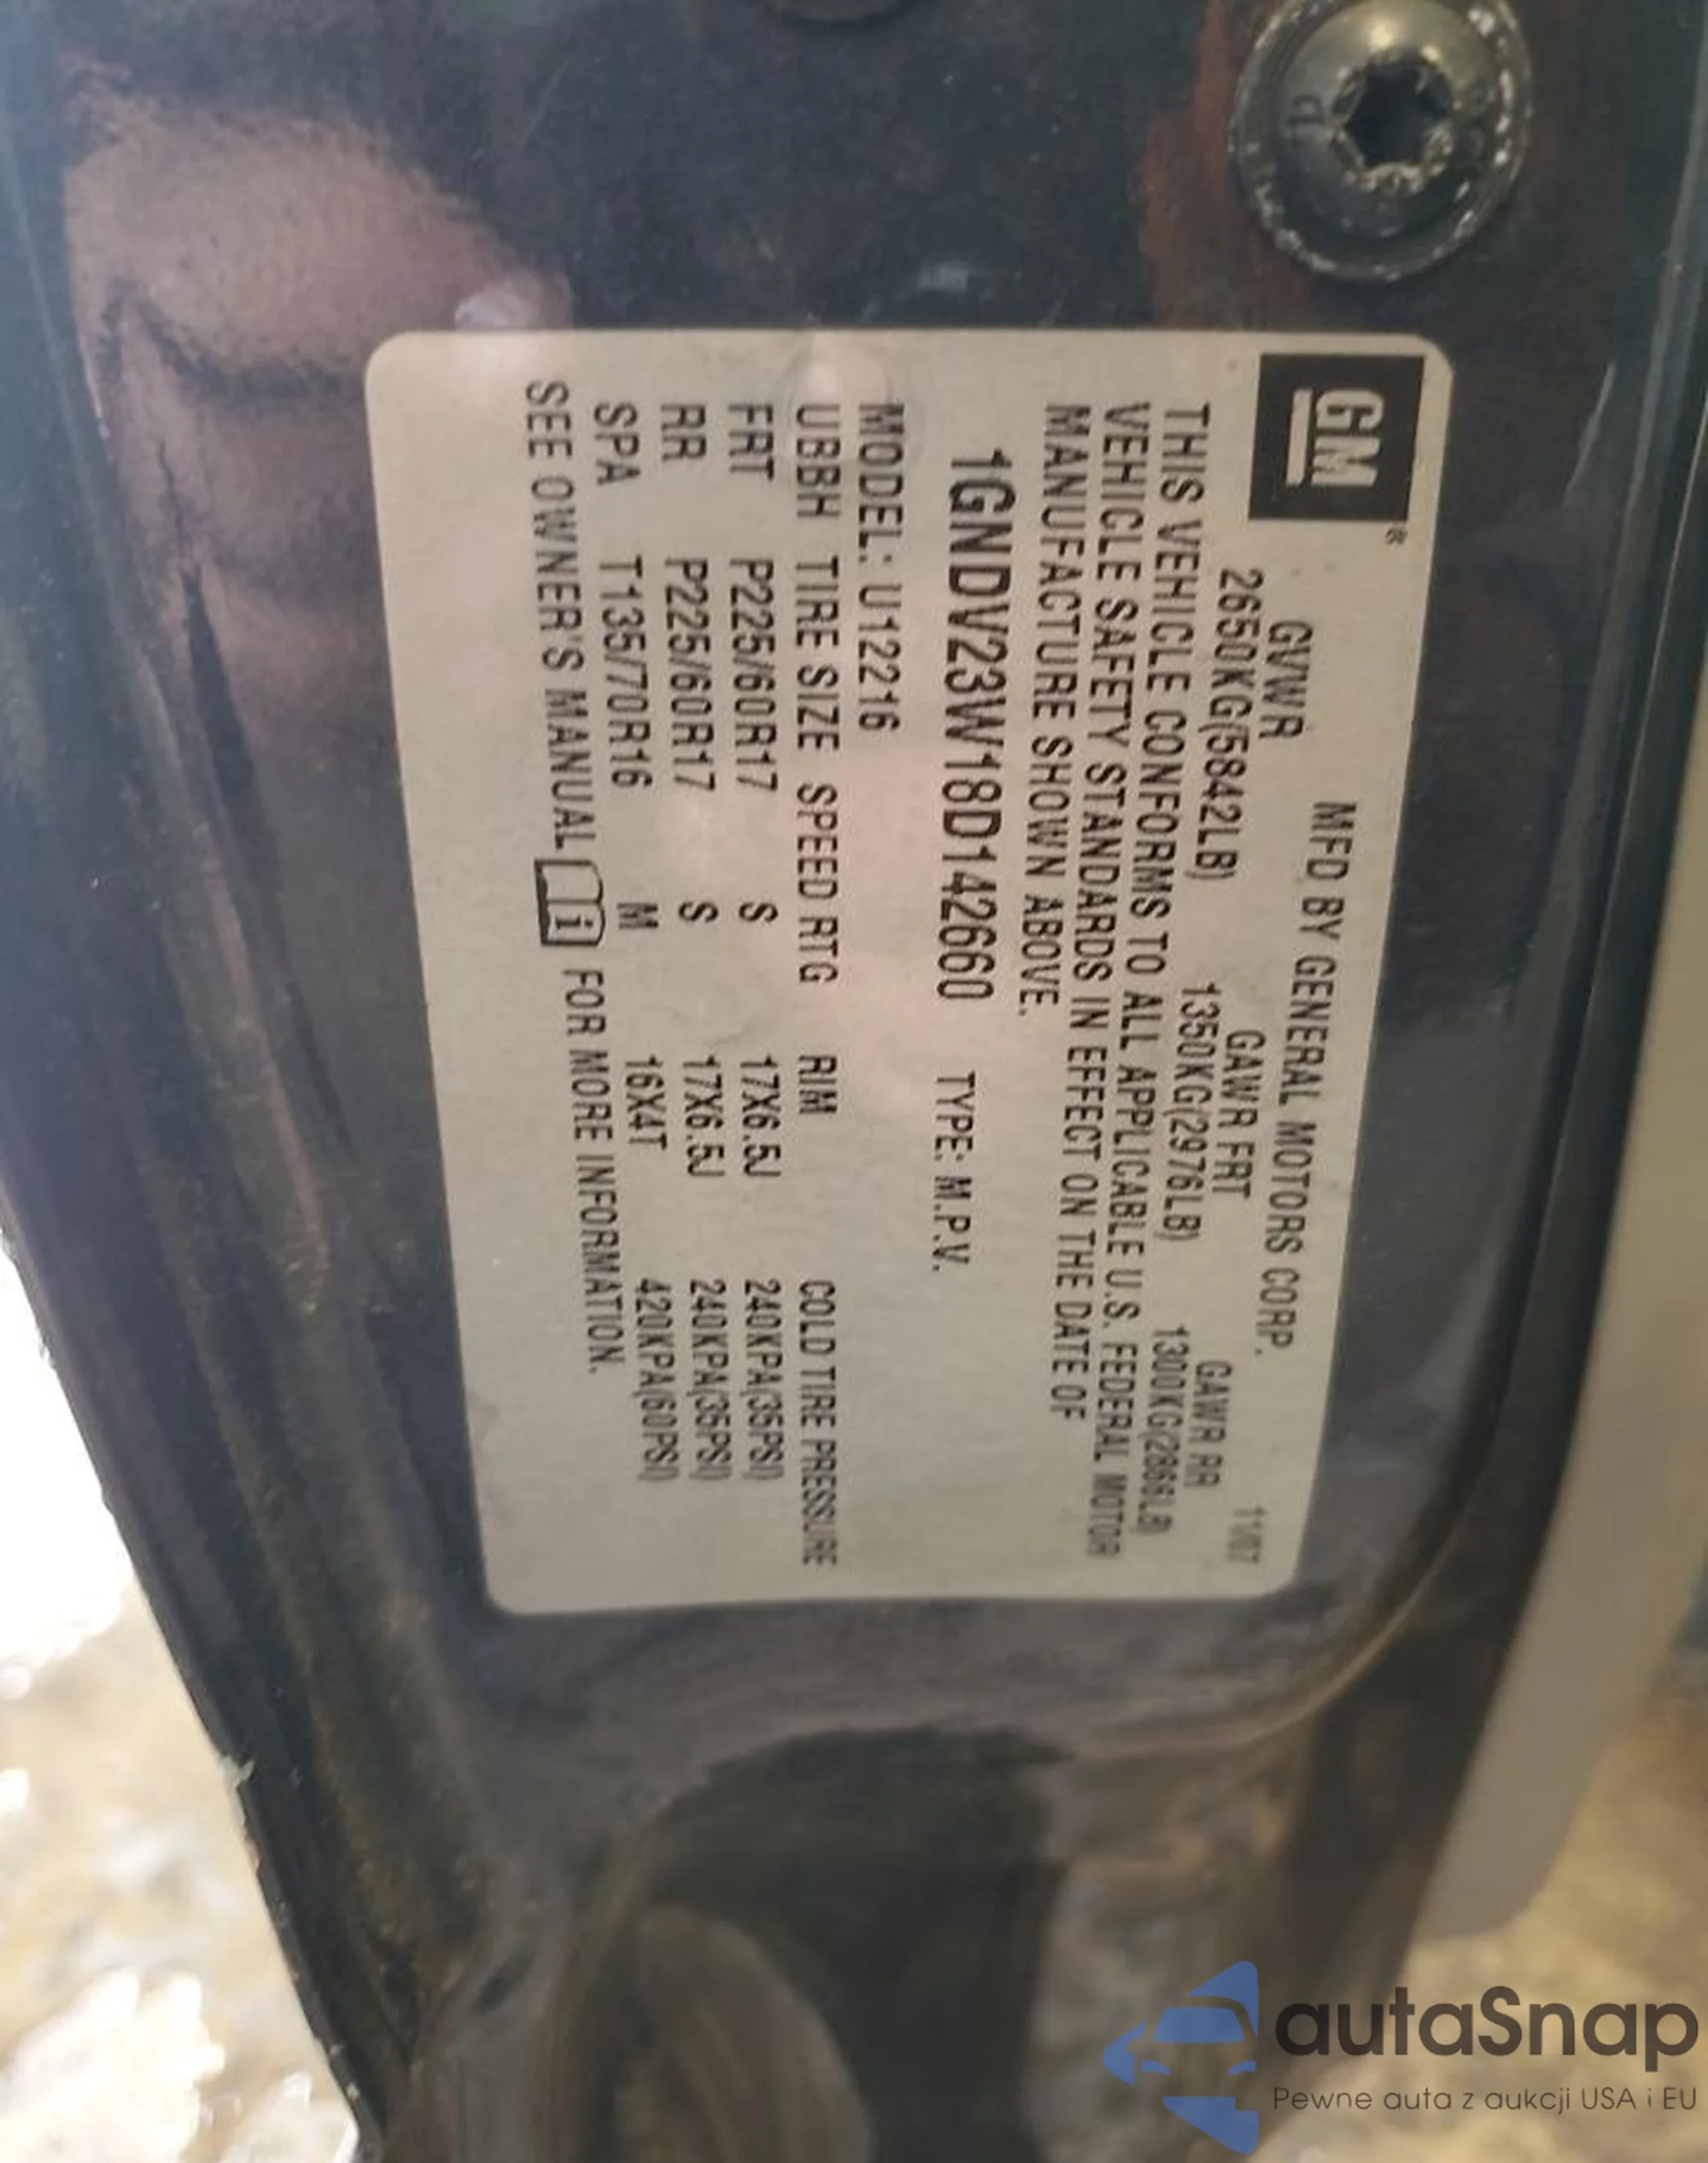 GM®
MFD BY GENERAL MOTORS CORP. 11/07
GVWR GAWR FRT GAWR RR
2650KG(5842LB) 1350KG(2976LB) 1300KG(2866LB)
THIS VEHICLE CONFORMS TO ALL APPLICABLE U.S. FEDERAL MOTOR
VEHICLE SAFETY STANDARDS IN EFFECT ON THE DATE OF
MANUFACTURE SHOWN ABOVE.
1GNDV23W18D142660 TYPE: M.P.V.
MODEL: U12216
UBBH TIRE SIZE SPEED RTG RIM COLD TIRE PRESSURE
FRT P225/60R17 S 17X6.5J 240KPA(35PSI)
RR P225/60R17 S 17X6.5J 240KPA(35PSI)
SPA T135/70R16 M 16X4T 420KPA(60PSI)
SEE OWNER'S MANUAL i FOR MORE INFORMATION.
autaSnap
Pewne auta z aukcji USA i EU